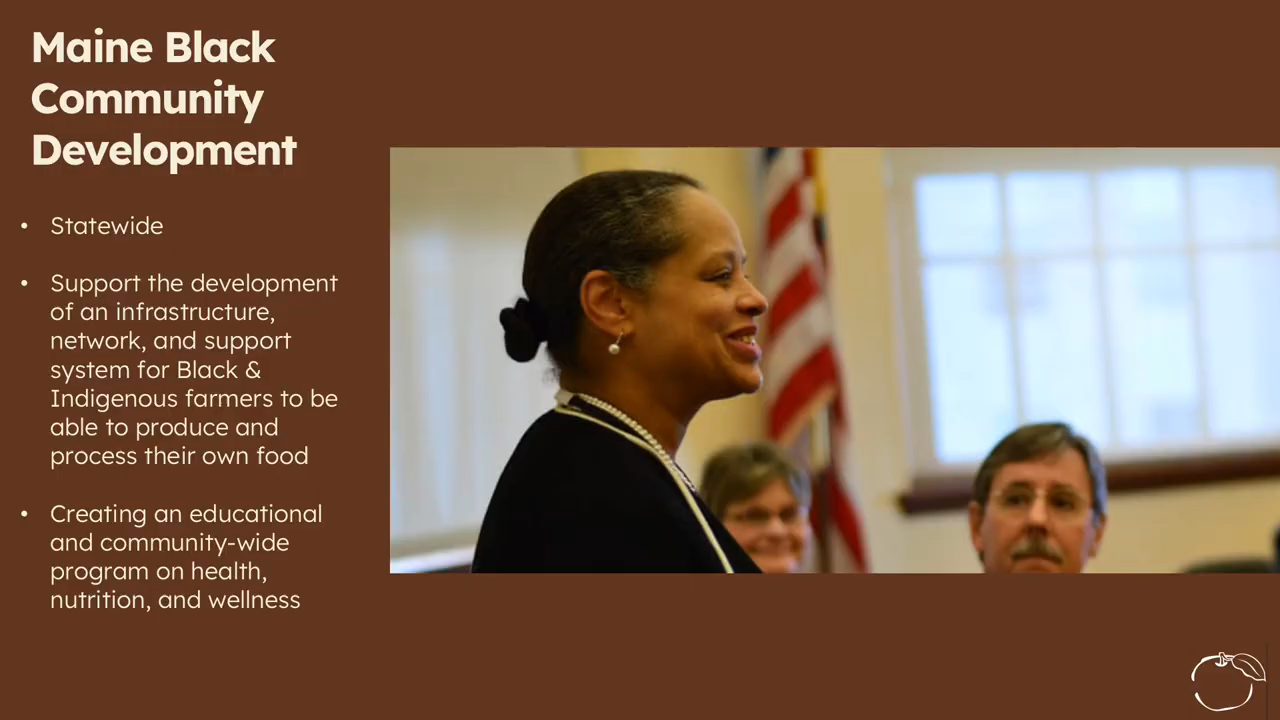 Maine Black
Community
Development
• Statewide
• Support the development
of an infrastructure,
network, and support
system for Black &
Indigenous farmers to be
able to produce and
process their own food
• Creating an educational
and community-wide
program on health,
nutrition, and wellness